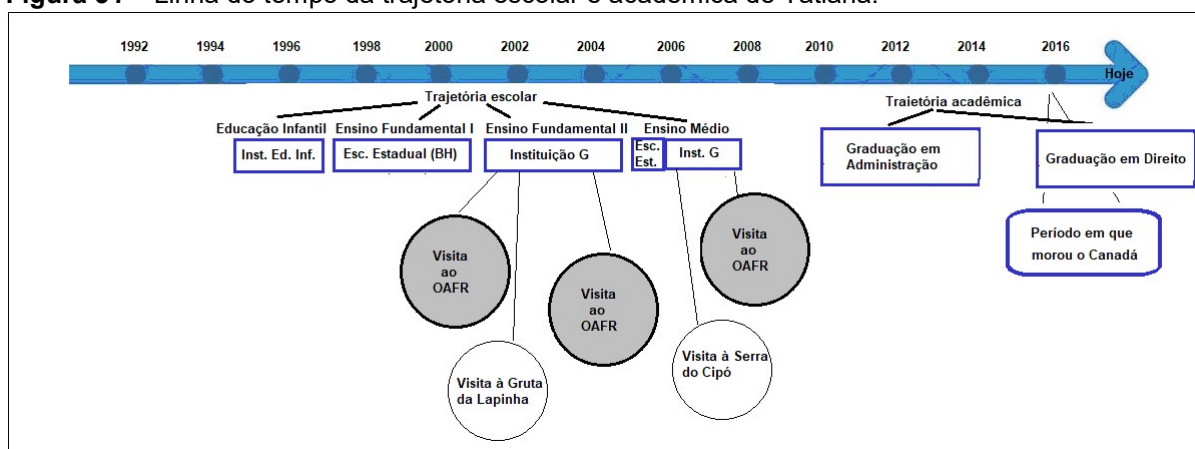 Figura 31 – Linha do tempo da trajetória escolar e acadêmica de Tatiana.
1992 1994 1996 1998 2000 2002 2004 2006 2008 2010 2012 2014 2016
Hoje
Trajetória escolar
Traietória acadêmica
Educação Infantil Ensino Fundamental I Ensino Fundamental II Ensino Médio
Inst. Ed. Inf.
Esc. Estadual (BH)
Instituição G
Esc.
Est.
Inst. G
Graduação em
Administração
Graduação em Direito
Visita
ao
OAFR
Visita
ao
OAFR
Visita
ao
OAFR
Período em que
morou o Canadá
Visita à Gruta
da Lapinha
Visita à Serra
do Cipó